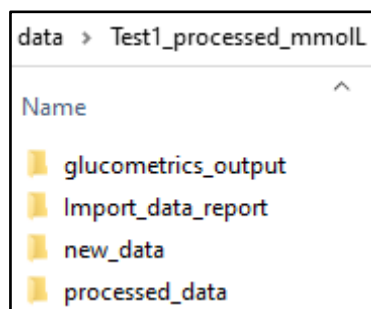 data > Test1_processed_mmolL
Name
glucometrics_output
Import_data_report
new_data
processed_data